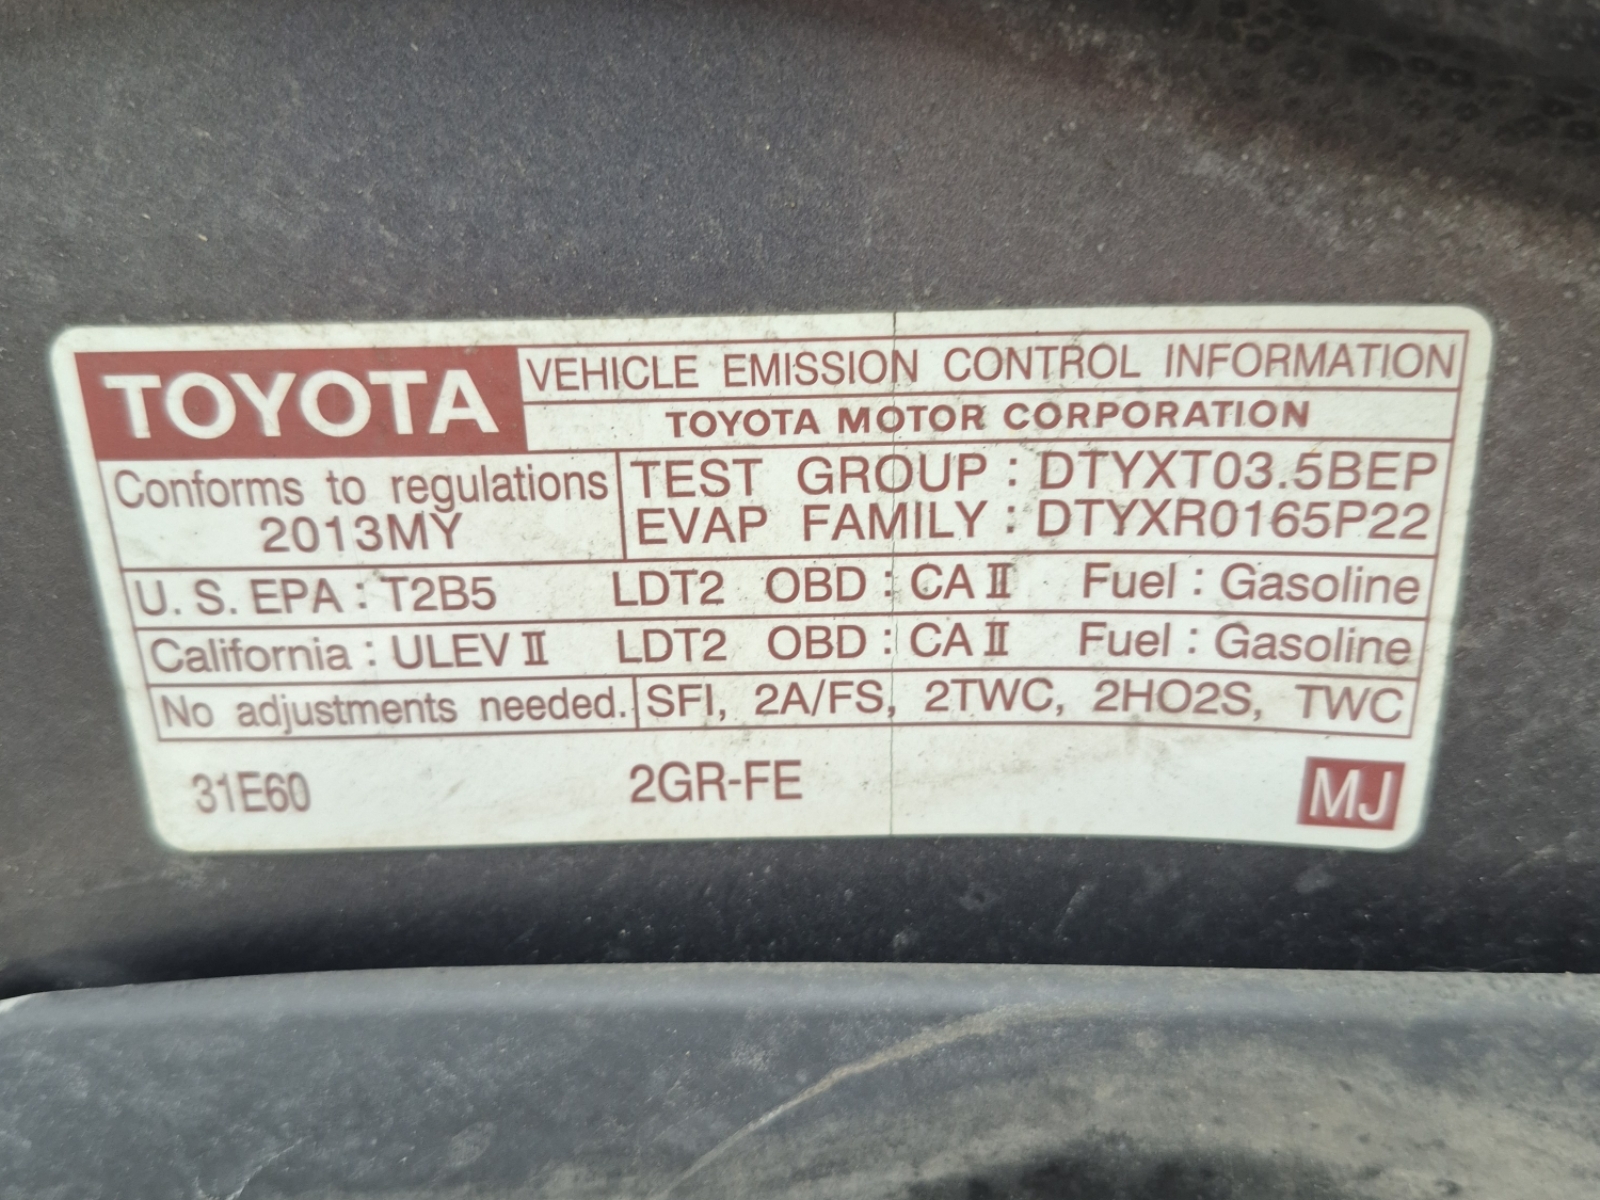 TOYOTA VEHICLE EMISSION CONTROL INFORMATION
TOYOTA MOTOR CORPORATION
Conforms to regulations
2013MY
TEST GROUP : DTYXT03.5BEP
EVAP FAMILY : DTYXR0165P22
U. S. EPA : T2B5 LDT2 OBD : CA II Fuel : Gasoline
California : ULEV II LDT2 OBD : CA II Fuel : Gasoline
No adjustments needed. SFI, 2A/FS, 2TWC, 2HO2S, TWC
31E60 2GR-FE MJ